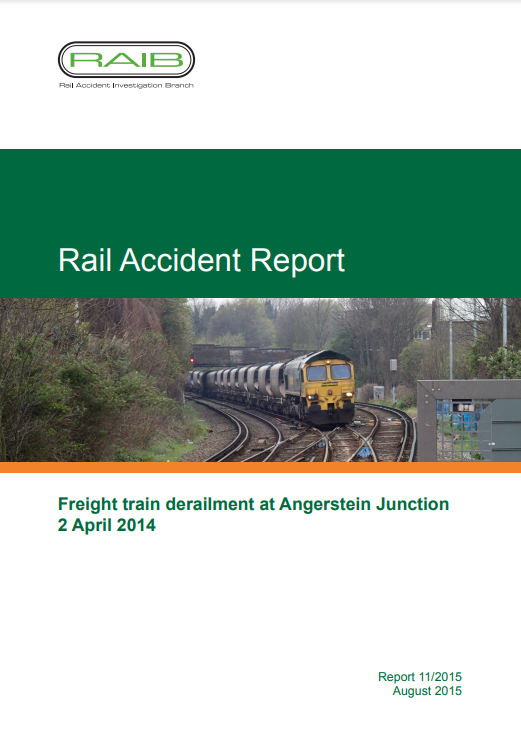 RAIB
Rail Accident Investigation Branch
Rail Accident Report
Freight train derailment at Angerstein Junction
2 April 2014
Report 11/2015
August 2015